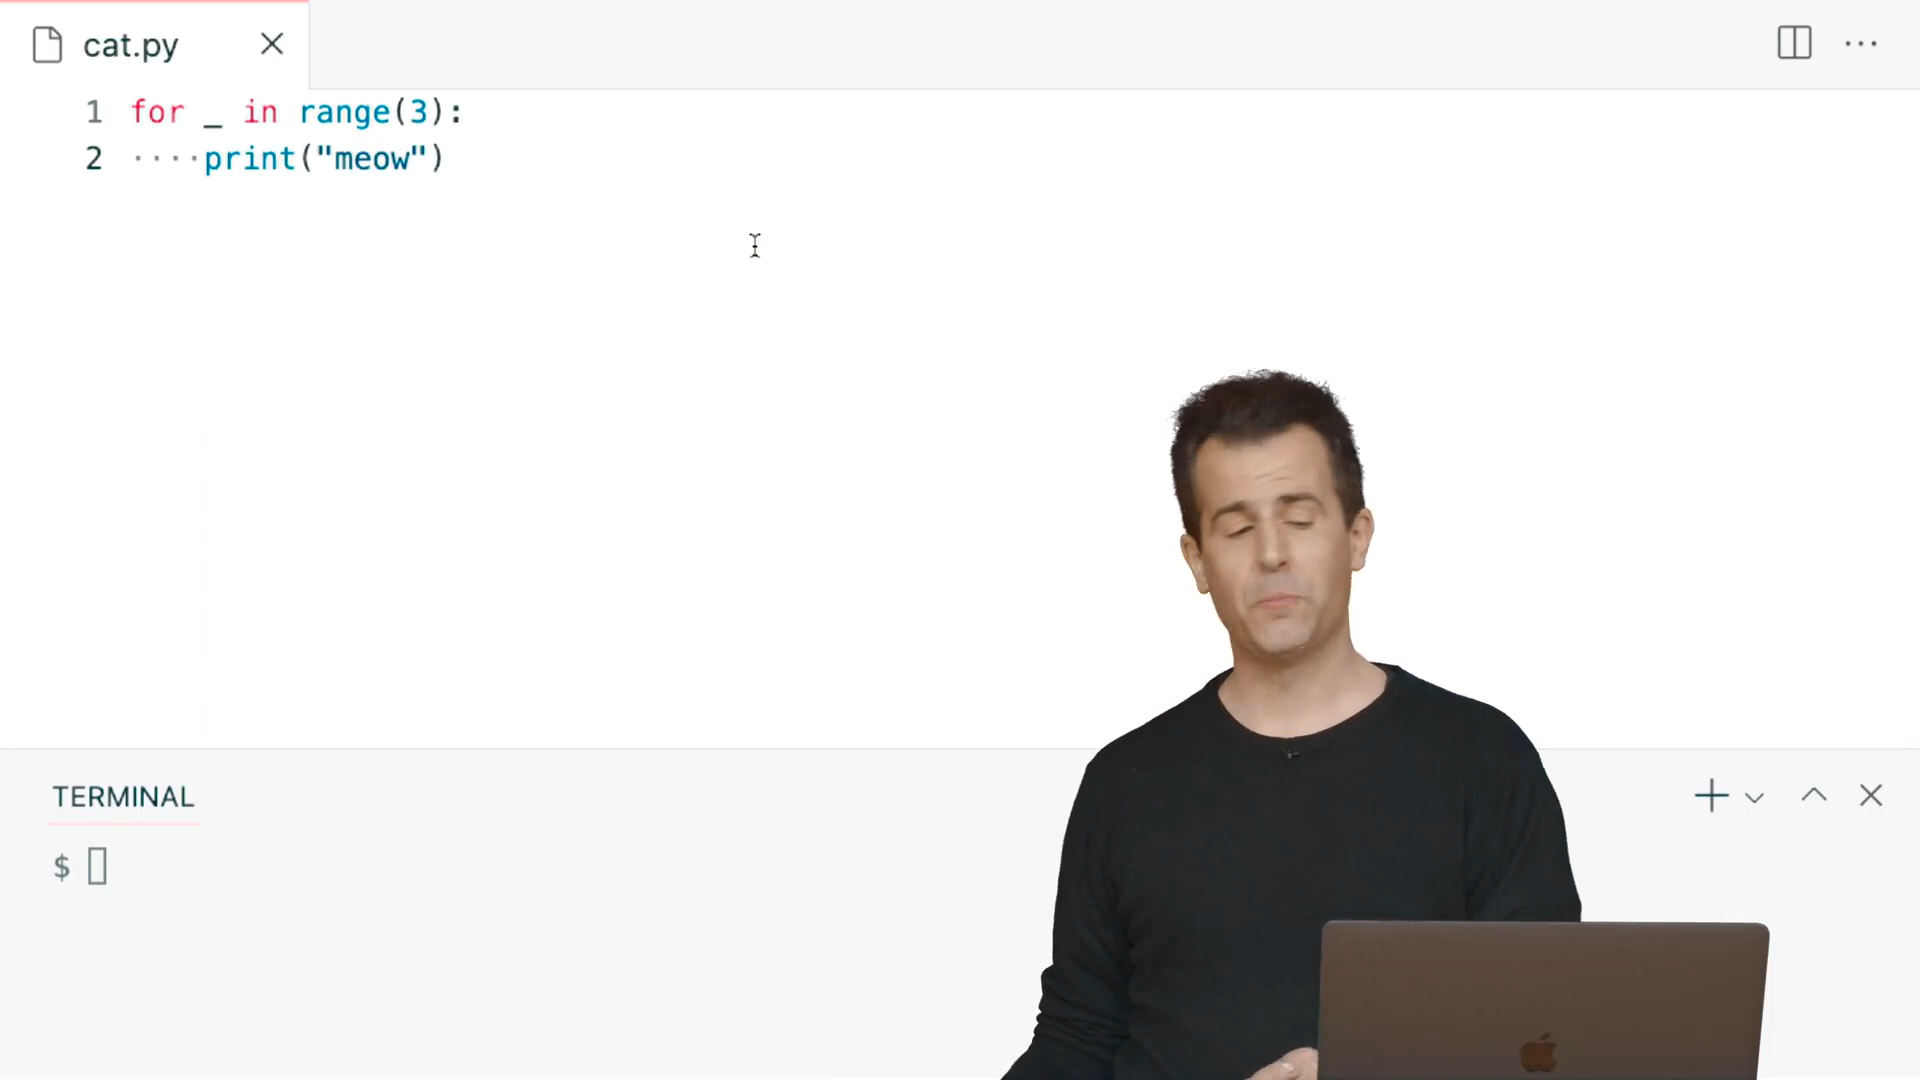 cat.py
1 for _ in range(3):
2 ····print("meow")
TERMINAL
$